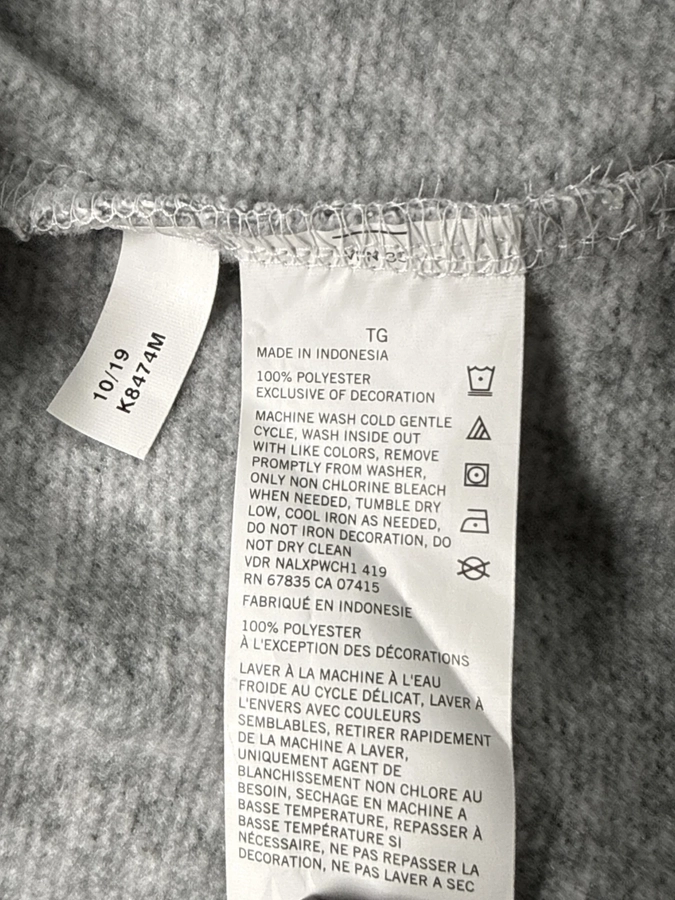 10/19
K8474M
TG
MADE IN INDONESIA
100% POLYESTER
EXCLUSIVE OF DECORATION
MACHINE WASH COLD GENTLE
CYCLE, WASH INSIDE OUT
WITH LIKE COLORS, REMOVE
PROMPTLY FROM WASHER,
ONLY NON CHLORINE BLEACH
WHEN NEEDED, TUMBLE DRY
LOW, COOL IRON AS NEEDED,
DO NOT IRON DECORATION, DO
NOT DRY CLEAN
VDR NALXPWCH1 419
RN 67835 CA 07415
FABRIQUÉ EN INDONESIE
100% POLYESTER
À L'EXCEPTION DES DÉCORATIONS
LAVER À LA MACHINE À L'EAU
FROIDE AU CYCLE DÉLICAT, LAVER À
L'ENVERS AVEC COULEURS
SEMBLABLES, RETIRER RAPIDEMENT
DE LA MACHINE A LAVER,
UNIQUEMENT AGENT DE
BLANCHISSEMENT NON CHLORE AU
BESOIN, SECHAGE EN MACHINE A
BASSE TEMPERATURE, REPASSER À
BASSE TEMPÉRATURE SI
NÉCESSAIRE, NE PAS REPASSER LA
DECORATION, NE PAS LAVER A SEC